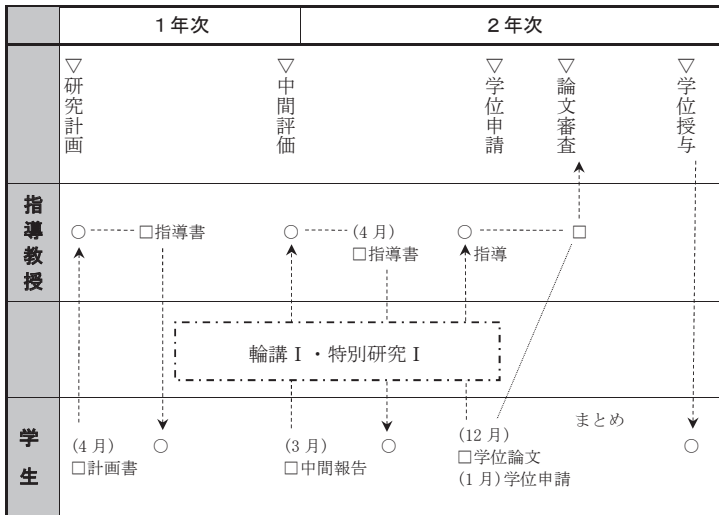 1年次 2年次
▽研究計画
▽中間評価
▽学位申請
▽論文審査
▽学位授与
指導教授
○ □指導書 ○ (4月) ○ □
□指導書 指導
輪講Ⅰ・特別研究Ⅰ
学生
(4月) ○ (3月) ○ (12月) まとめ ○
□計画書 □中間報告 □学位論文
(1月)学位申請